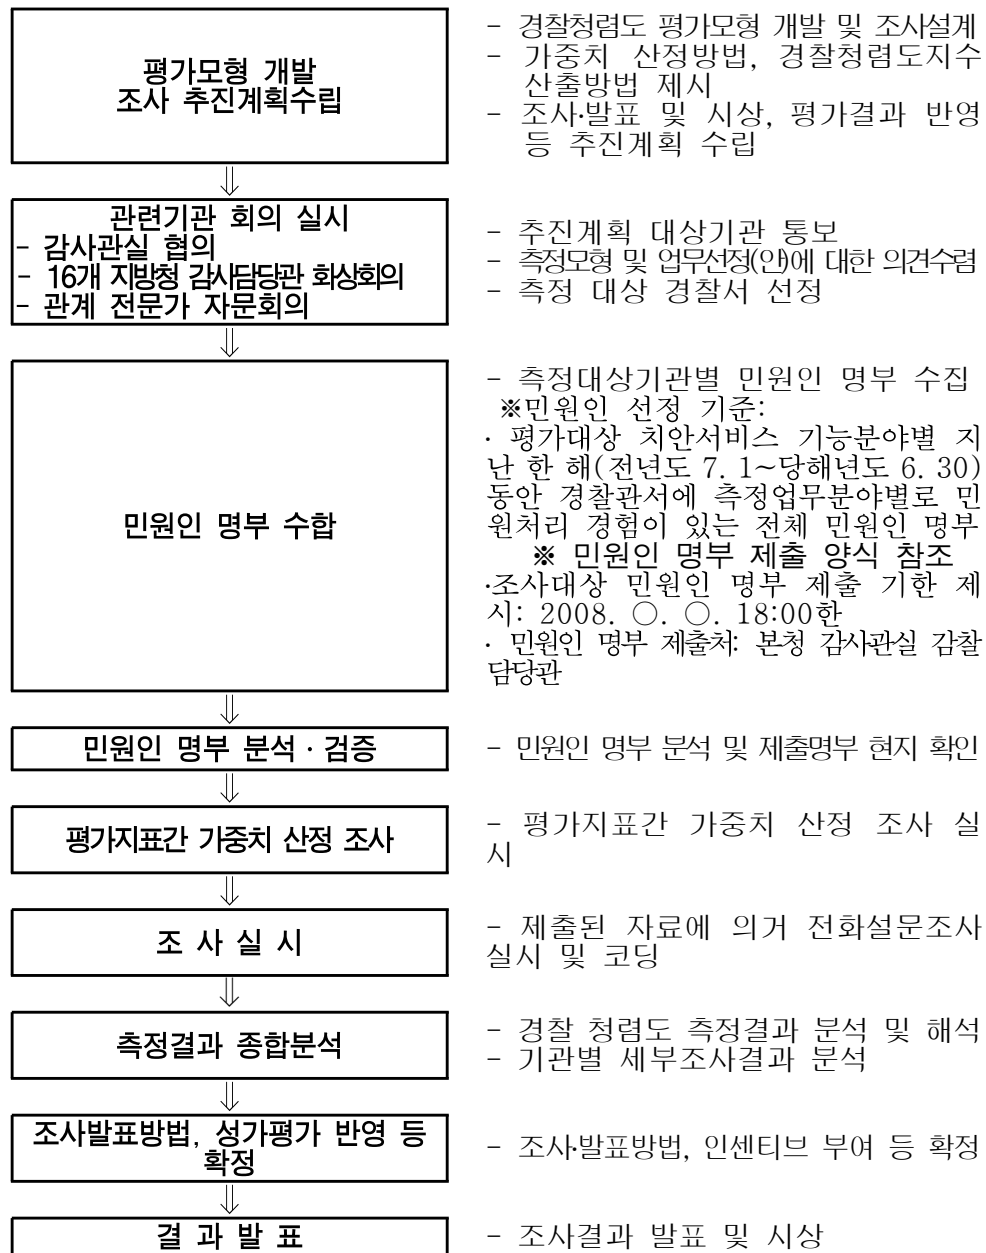 평가모형 개발
조사 추진계획수립
- 경찰청렴도 평가모형 개발 및 조사설계
- 가중치 산정방법, 경찰청렴도지수
산출방법 제시
- 조사·발표 및 시상, 평가결과 반영
등 추진계획 수립
⇓
관련기관 회의 실시
- 감사관실 협의
- 16개 지방청 감사담당관 화상회의
- 관계 전문가 자문회의
- 추진계획 대상기관 통보
- 측정모형 및 업무선정(안)에 대한 의견수렴
- 측정 대상 경찰서 선정
⇓
민원인 명부 수합
- 측정대상기관별 민원인 명부 수집
※민원인 선정 기준:
· 평가대상 치안서비스 기능분야별 지
난 한 해(전년도 7. 1~당해년도 6. 30)
동안 경찰관서에 측정업무분야별로 민
원처리 경험이 있는 전체 민원인 명부
※ 민원인 명부 제출 양식 참조
·조사대상 민원인 명부 제출 기한 제
시: 2008. ○. ○. 18:00한
· 민원인 명부 제출처: 본청 감사관실 감찰
담당관
⇓
민원인 명부 분석 · 검증
- 민원인 명부 분석 및 제출명부 현지 확인
⇓
평가지표간 가중치 산정 조사
- 평가지표간 가중치 산정 조사 실
시
⇓
조 사 실 시
- 제출된 자료에 의거 전화설문조사
실시 및 코딩
⇓
측정결과 종합분석
- 경찰 청렴도 측정결과 분석 및 해석
- 기관별 세부조사결과 분석
⇓
조사발표방법, 성가평가 반영 등
확정
- 조사·발표방법, 인센티브 부여 등 확정
⇓
결 과 발 표
- 조사결과 발표 및 시상